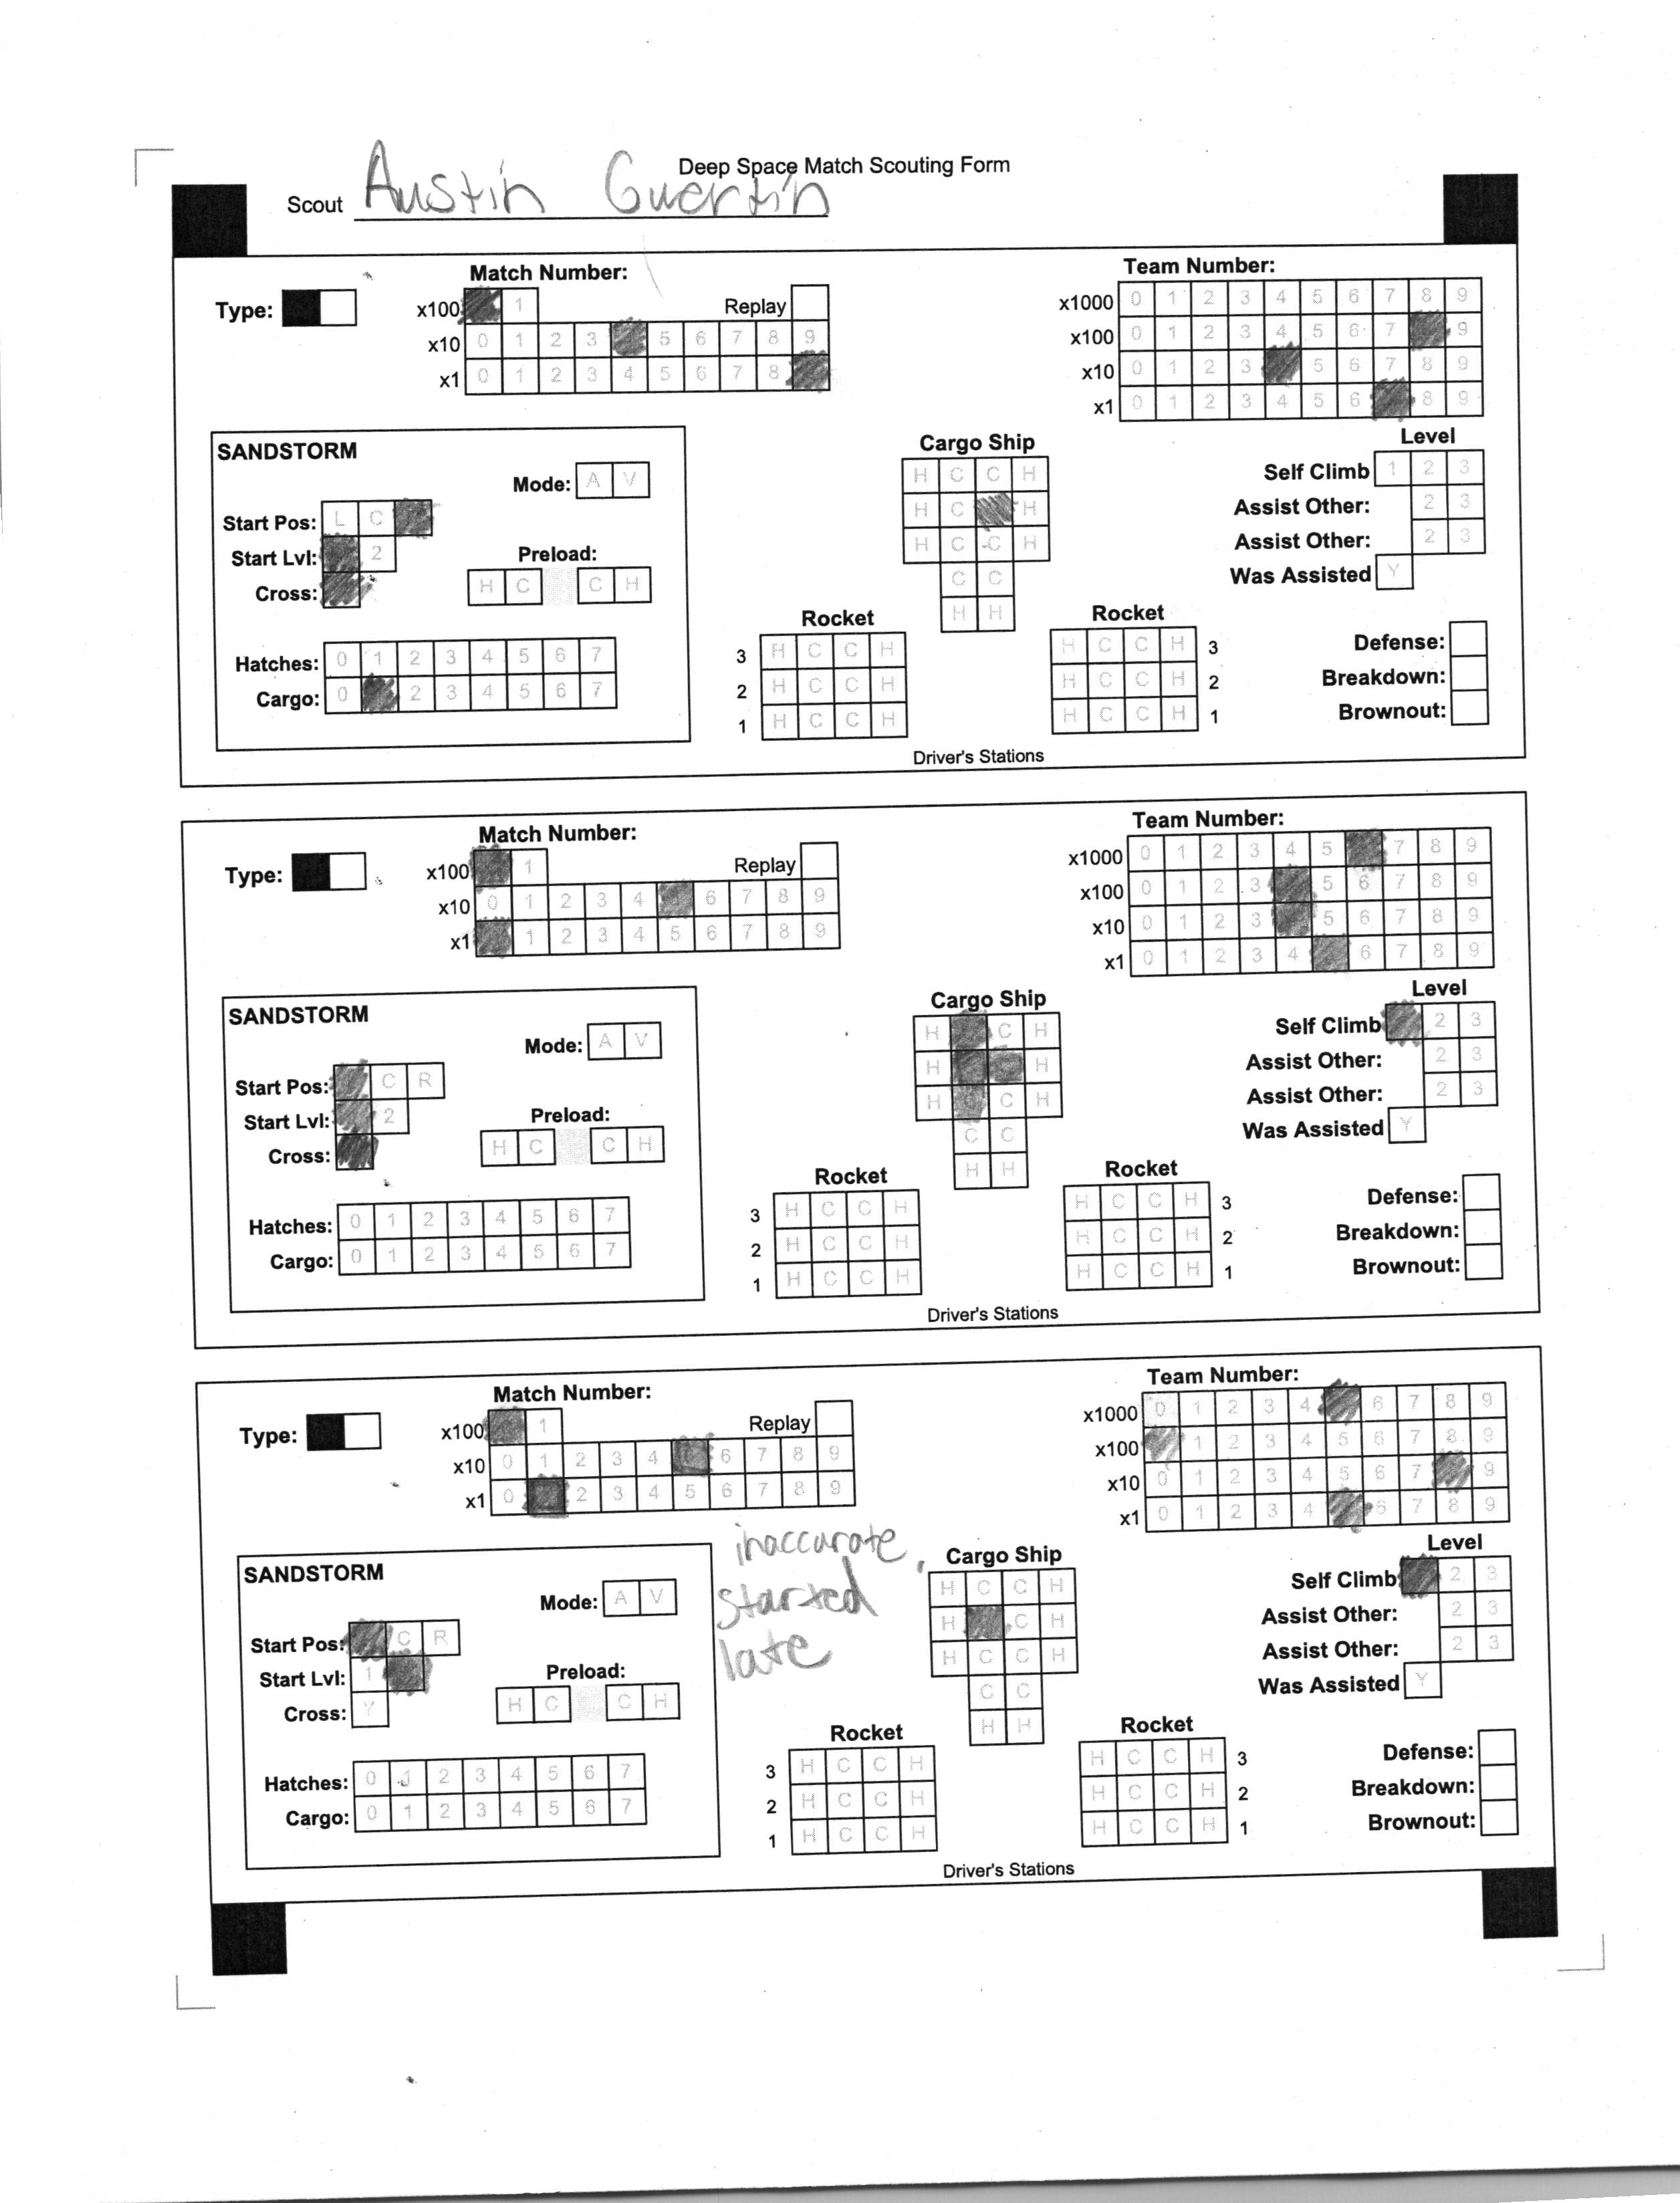 Deep Space Match Scouting Form
Scout Austin Guertin
Match Number:
Team Number:
Type:
x100 1
Replay
x10 0 1 2 3 5 6 7 8 9
x1 0 1 2 3 4 5 6 7 8
x1000 0 1 2 3 4 5 6 7 8 9
x100 0 1 2 3 4 5 6 7 9
x10 0 1 2 3 5 6 7 8 9
x1 0 1 2 3 4 5 6 8 9
SANDSTORM
Mode: A V
Start Pos: L C
Start Lvl: 2
Preload:
Cross:
H C C H
Hatches: 0 1 2 3 4 5 6 7
Cargo: 0 2 3 4 5 6 7
Cargo Ship
H C C H
H C H
H C C H
C C
H H
Rocket
3 H C C H
2 H C C H
1 H C C H
Rocket
H C C H 3
H C C H 2
H C C H 1
Driver's Stations
Level
Self Climb 1 2 3
Assist Other: 2 3
Assist Other: 2 3
Was Assisted Y
Defense:
Breakdown:
Brownout:
Match Number:
Team Number:
Type:
x100 1
Replay
x10 0 1 2 3 4 6 7 8 9
x1 1 2 3 4 5 6 7 8 9
x1000 0 1 2 3 4 5 7 8 9
x100 0 1 2 3 5 6 7 8 9
x10 0 1 2 3 5 6 7 8 9
x1 0 1 2 3 4 6 7 8 9
SANDSTORM
Mode: A V
Start Pos: C R
Start Lvl: 2
Preload:
Cross:
H C C H
Hatches: 0 1 2 3 4 5 6 7
Cargo: 0 1 2 3 4 5 6 7
Cargo Ship
H C H
H C H
H C C H
C C
H H
Rocket
3 H C C H
2 H C C H
1 H C C H
Rocket
H C C H 3
H C C H 2
H C C H 1
Driver's Stations
Level
Self Climb 2 3
Assist Other: 2 3
Assist Other: 2 3
Was Assisted Y
Defense:
Breakdown:
Brownout:
Match Number:
Team Number:
Type:
x100 1
Replay
x10 0 1 2 3 4 6 7 8 9
x1 0 2 3 4 5 6 7 8 9
x1000 0 1 2 3 4 6 7 8 9
x100 1 2 3 4 5 6 7 8 9
x10 0 1 2 3 4 5 6 7 9
x1 0 1 2 3 4 6 7 8 9
inaccurate,
started
late
SANDSTORM
Mode: A V
Start Pos: C R
Start Lvl: 1
Preload:
Cross: Y
H C C H
Hatches: 0 1 2 3 4 5 6 7
Cargo: 0 1 2 3 4 5 6 7
Cargo Ship
H C C H
H C H
H C C H
C C
H H
Rocket
3 H C C H
2 H C C H
1 H C C H
Rocket
H C C H 3
H C C H 2
H C C H 1
Driver's Stations
Level
Self Climb 2 3
Assist Other: 2 3
Assist Other: 2 3
Was Assisted Y
Defense:
Breakdown:
Brownout: